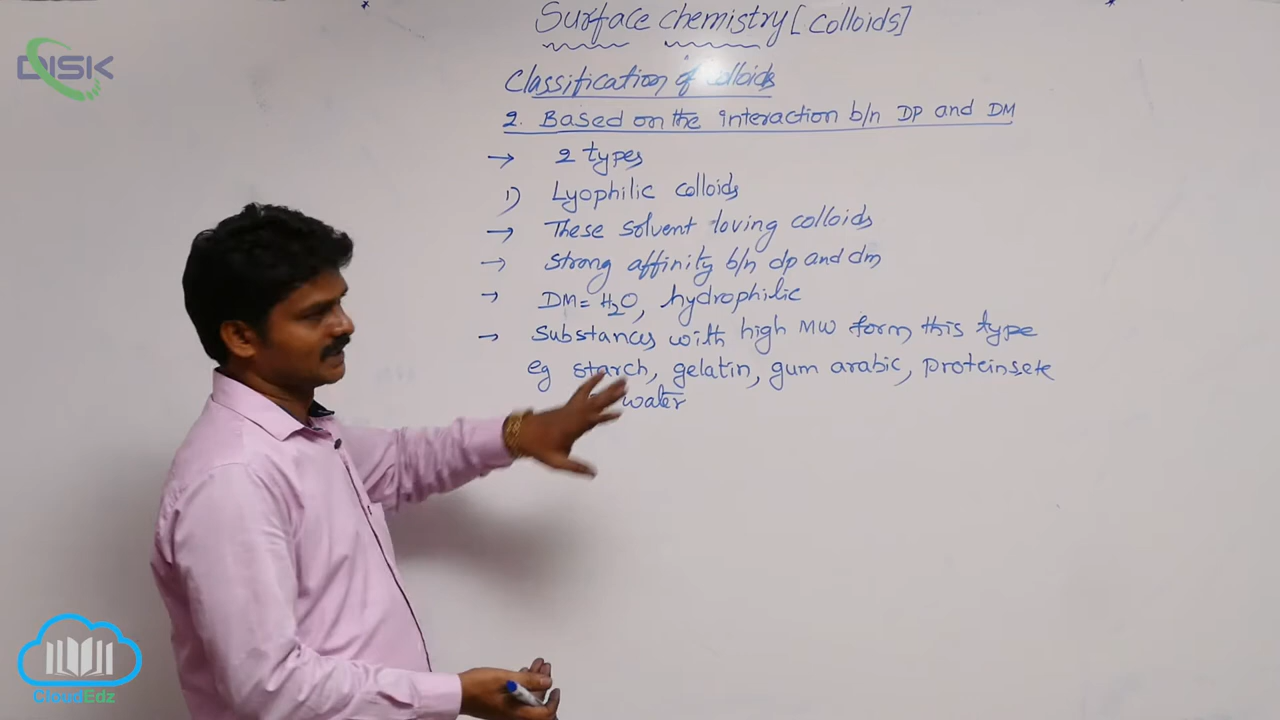 Surface chemistry [colloids]
DISK
Classification of colloids
2. Based on the interaction b/n DP and DM
→ 2 types
1) Lyophilic colloids
→ These solvent loving colloids
→ strong affinity b/n dp and dm
→ DM = H₂O, hydrophilic
→ Substances with high MW form this type
eg starch, gelatin, gum arabic, proteins etc
water
CloudEdz